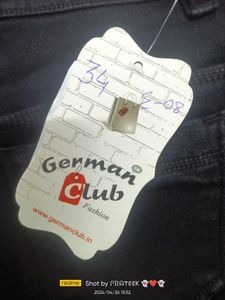 34
German
Club
Fashion
www.germanclub.in
realme
Shot by PRATEEK 👻❤️👻
2024/04/26 15:52